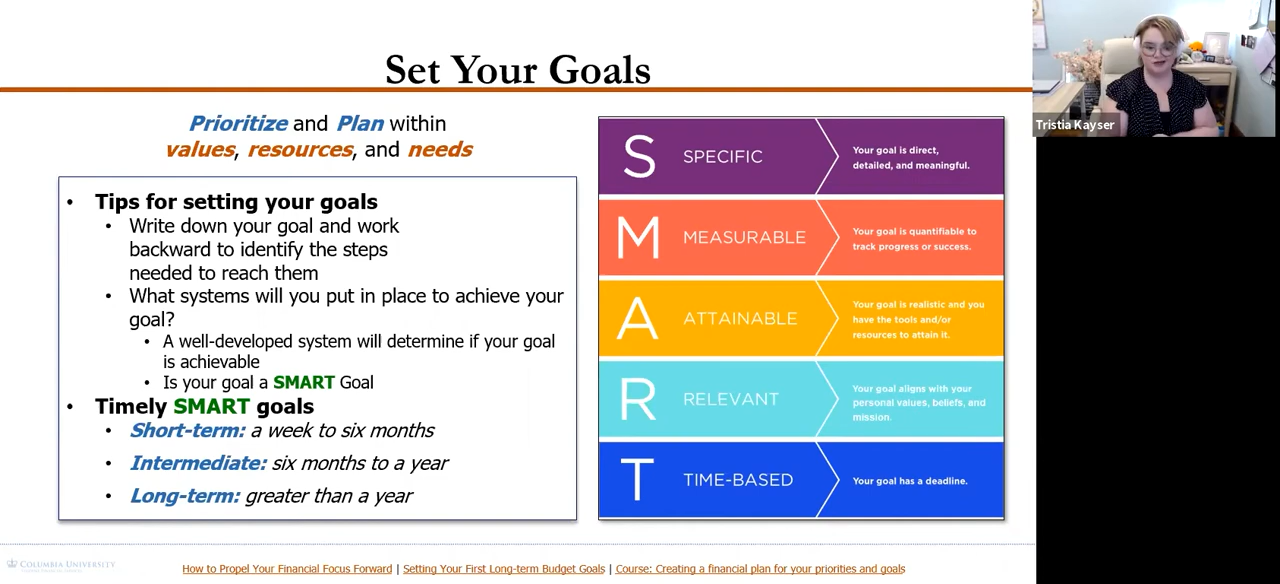 Set Your Goals
Prioritize and Plan within
values, resources, and needs
• Tips for setting your goals
• Write down your goal and work
backward to identify the steps
needed to reach them
• What systems will you put in place to achieve your
goal?
• A well-developed system will determine if your goal
is achievable
• Is your goal a SMART Goal
• Timely SMART goals
• Short-term: a week to six months
• Intermediate: six months to a year
• Long-term: greater than a year
S SPECIFIC
Your goal is direct,
detailed, and meaningful.
M MEASURABLE
Your goal is quantifiable to
track progress or success.
A ATTAINABLE
Your goal is realistic and you
have the tools and/or
resources to attain it.
R RELEVANT
Your goal aligns with your
personal values, beliefs, and
mission.
T TIME-BASED
Your goal has a deadline.
Tristia Kayser
COLUMBIA UNIVERSITY
How to Propel Your Financial Focus Forward | Setting Your First Long-term Budget Goals | Course: Creating a financial plan for your priorities and goals